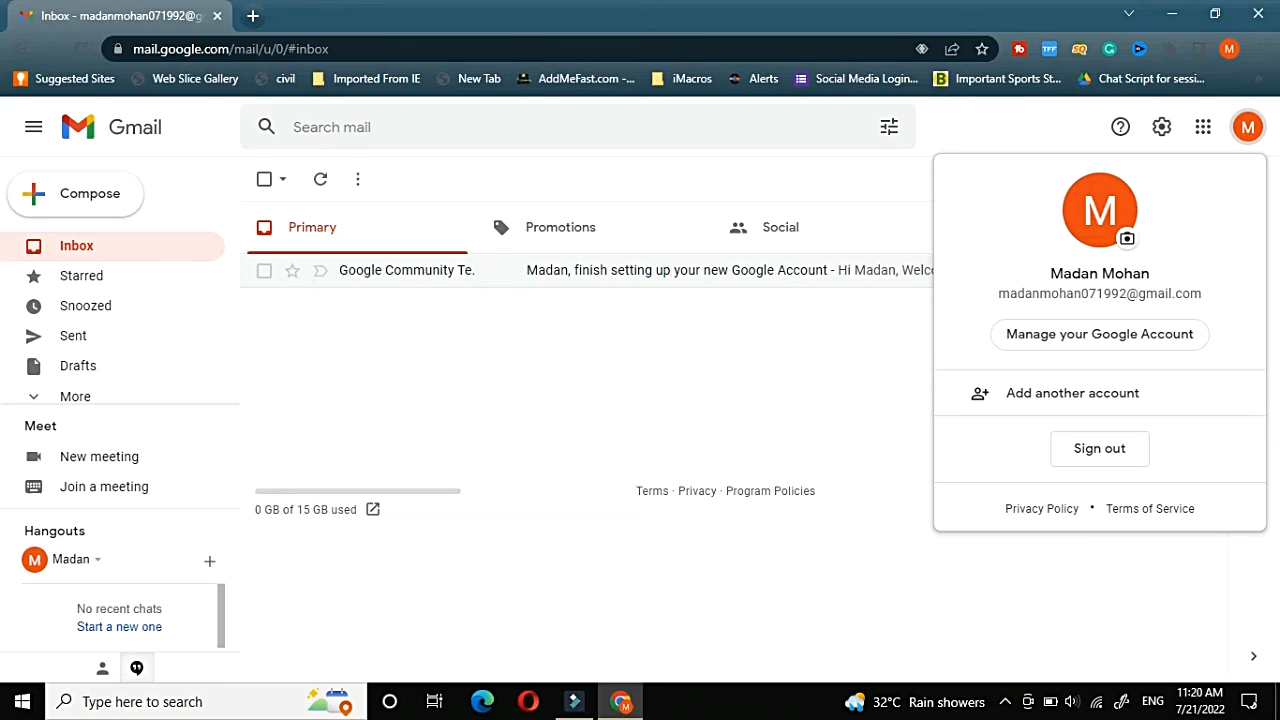 Inbox - madanmohan071992@g
mail.google.com/mail/u/0/#inbox
TFF
SQ
M
Suggested Sites
Web Slice Gallery
civil
Imported From IE
New Tab
AddMeFast.com -...
iMacros
Alerts
Social Media Login...
B
Important Sports St...
Chat Script for sessi...
Gmail
Search mail
M
Compose
Inbox
Starred
Snoozed
Sent
Drafts
More
Meet
New meeting
Join a meeting
Hangouts
M Madan
No recent chats
Start a new one
Primary
Promotions
Social
Google Community Te.
Madan, finish setting up your new Google Account - Hi Madan, Welco
0 GB of 15 GB used
Terms · Privacy · Program Policies
M
Madan Mohan
madanmohan071992@gmail.com
Manage your Google Account
Add another account
Sign out
Privacy Policy • Terms of Service
Type here to search
M
32°C Rain showers
ENG
11:20 AM
7/21/2022